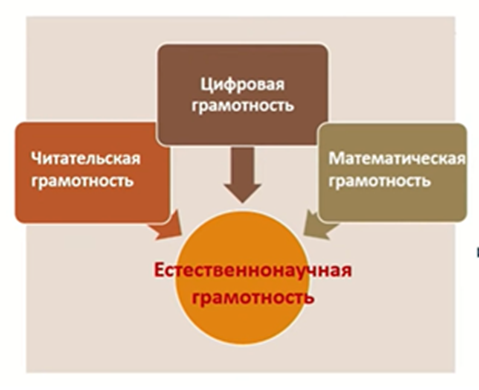 Цифровая
грамотность
Читательская
грамотность
Математическая
грамотность
Естественнонаучная
грамотность